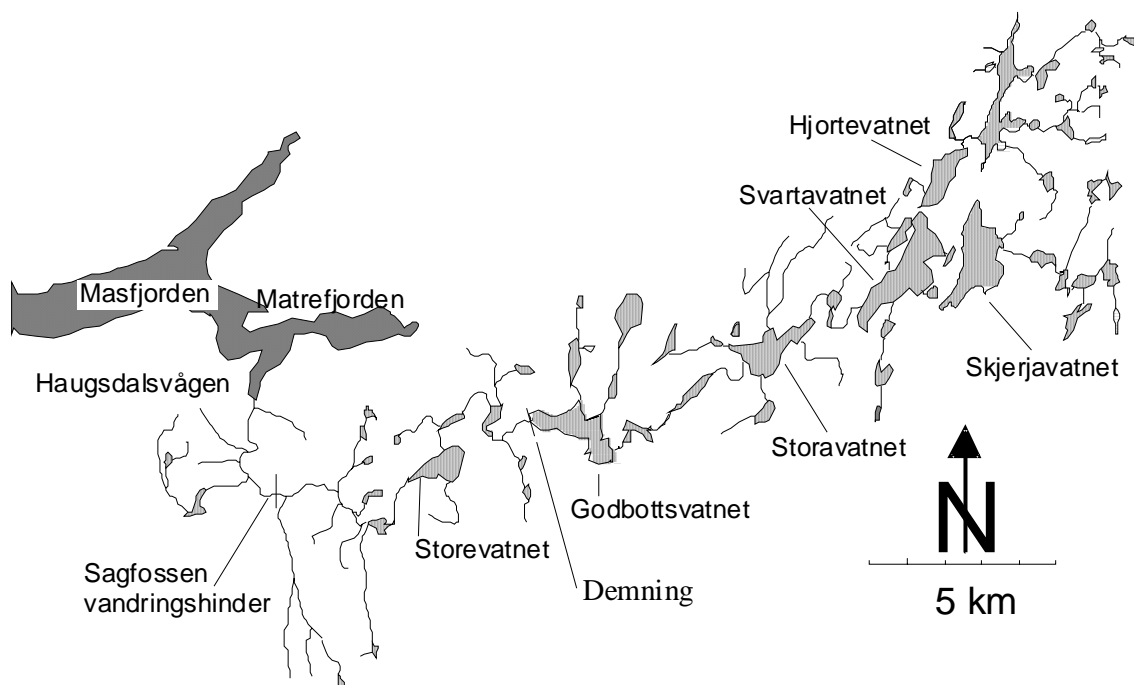 Hjortevatnet
Svartavatnet
Masfjorden
Matrefjorden
Haugsdalsvågen
Skjerjavatnet
Storavatnet
Godbottsvatnet
Storevatnet
Sagfossen
vandringshinder
Demning
N
5 km